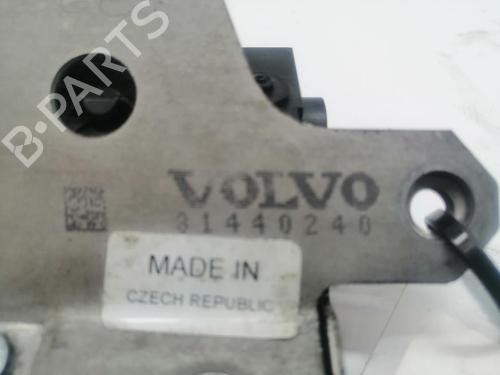 B-PARTS
VOLVO
31440240
MADE IN
CZECH REPUBLIC